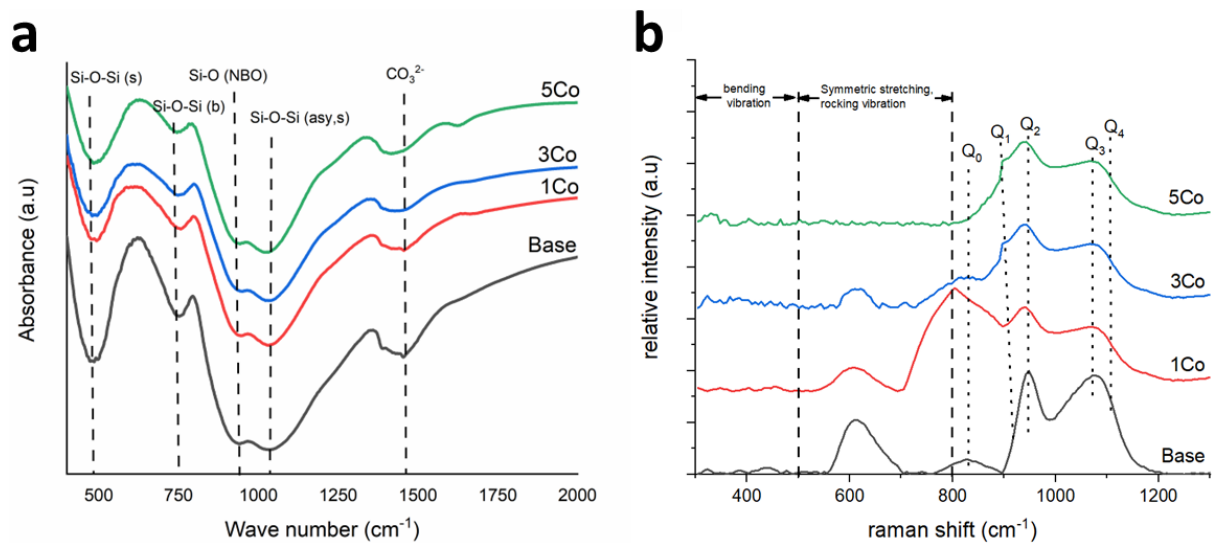 a
Si-O-Si (s)
Si-O (NBO)
CO₃²⁻
Si-O-Si (b)
Si-O-Si (asy,s)
5Co
3Co
1Co
Base
Absorbance (a.u)
500
750
1000
1250
1500
1750
2000
Wave number (cm⁻¹)
b
bending
vibration
Symmetric stretching,
rocking vibration
Q₀
Q₁
Q₂
Q₃
Q₄
5Co
3Co
1Co
Base
relative intensity (a.u)
400
600
800
1000
1200
raman shift (cm⁻¹)